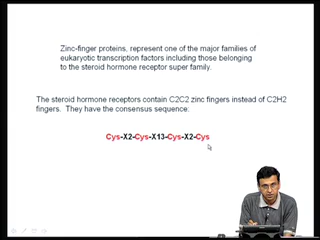 Zinc-finger proteins, represent one of the major families of
eukaryotic transcription factors including those belonging
to the steroid hormone receptor super family.
The steroid hormone receptors contain C2C2 zinc fingers instead of C2H2
fingers.  They have the consensus sequence:
Cys-X2-Cys-X13-Cys-X2-Cys